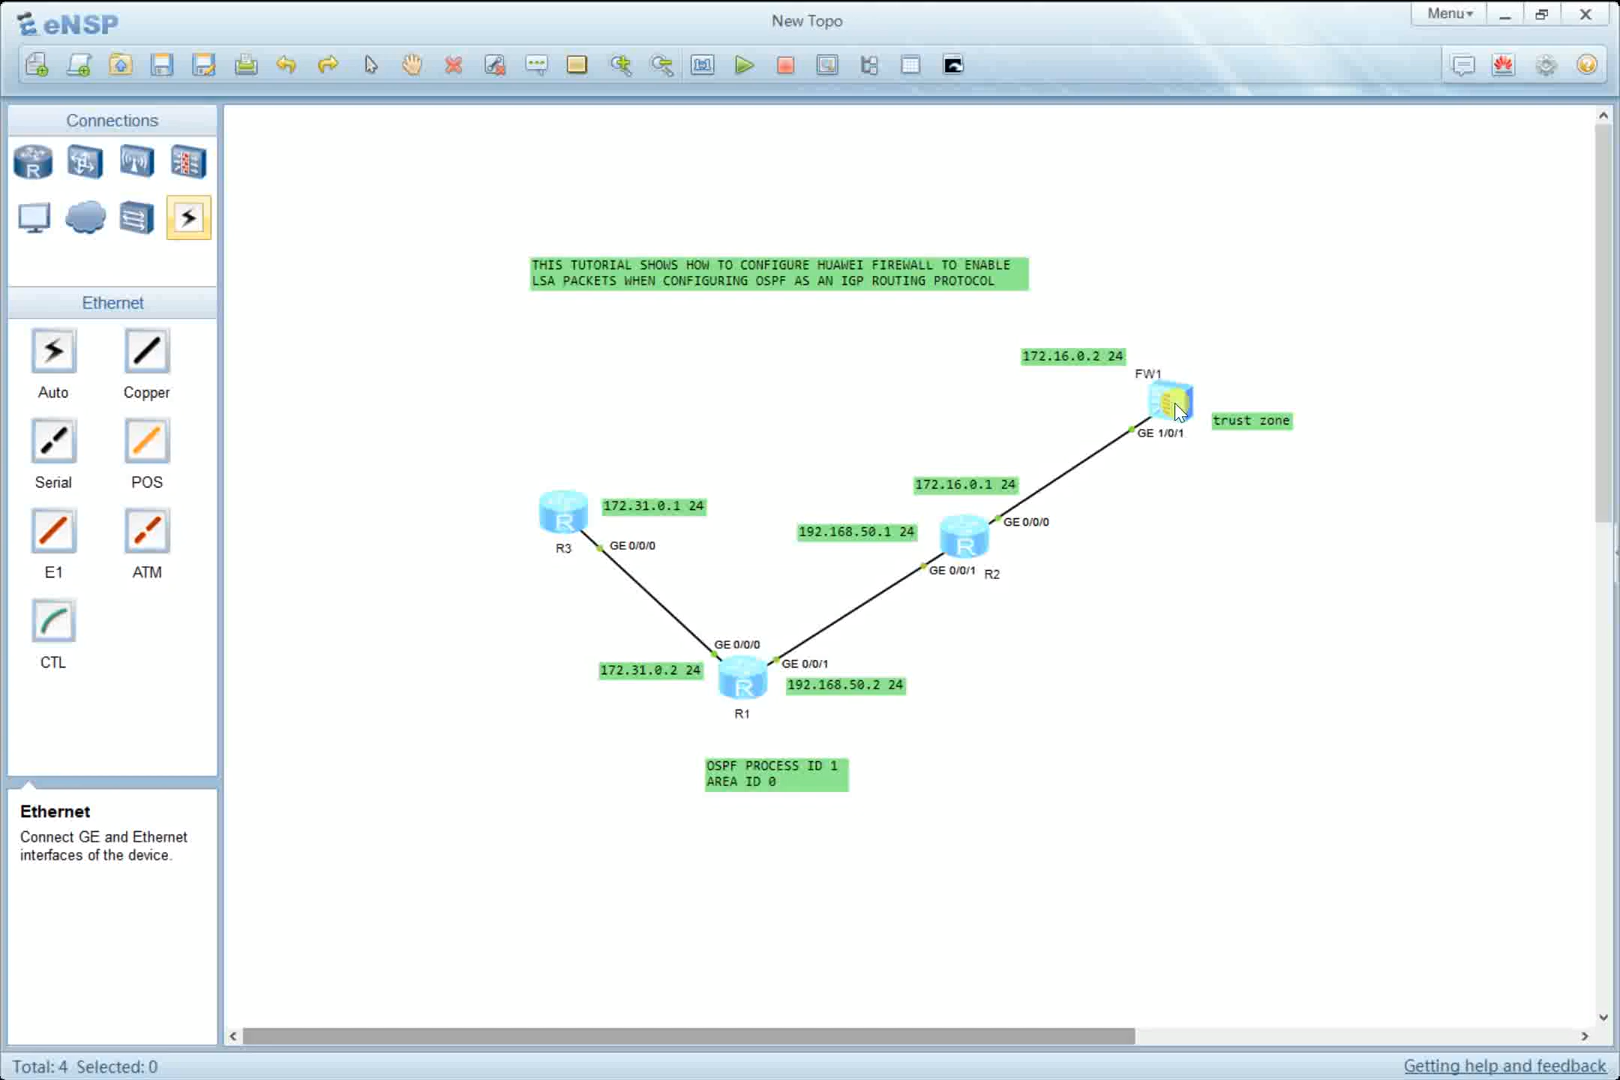 eNSP
New Topo
Menu
Connections
Ethernet
Auto
Copper
Serial
POS
E1
ATM
CTL
Ethernet
Connect GE and Ethernet
interfaces of the device.
THIS TUTORIAL SHOWS HOW TO CONFIGURE HUAWEI FIREWALL TO ENABLE
LSA PACKETS WHEN CONFIGURING OSPF AS AN IGP ROUTING PROTOCOL
172.16.0.2 24
FW1
trust zone
GE 1/0/1
172.16.0.1 24
GE 0/0/0
192.168.50.1 24
R
GE 0/0/1
R2
172.31.0.1 24
R
R3
GE 0/0/0
GE 0/0/0
GE 0/0/1
172.31.0.2 24
R
192.168.50.2 24
R1
OSPF PROCESS ID 1
AREA ID 0
Total: 4 Selected: 0
Getting help and feedback